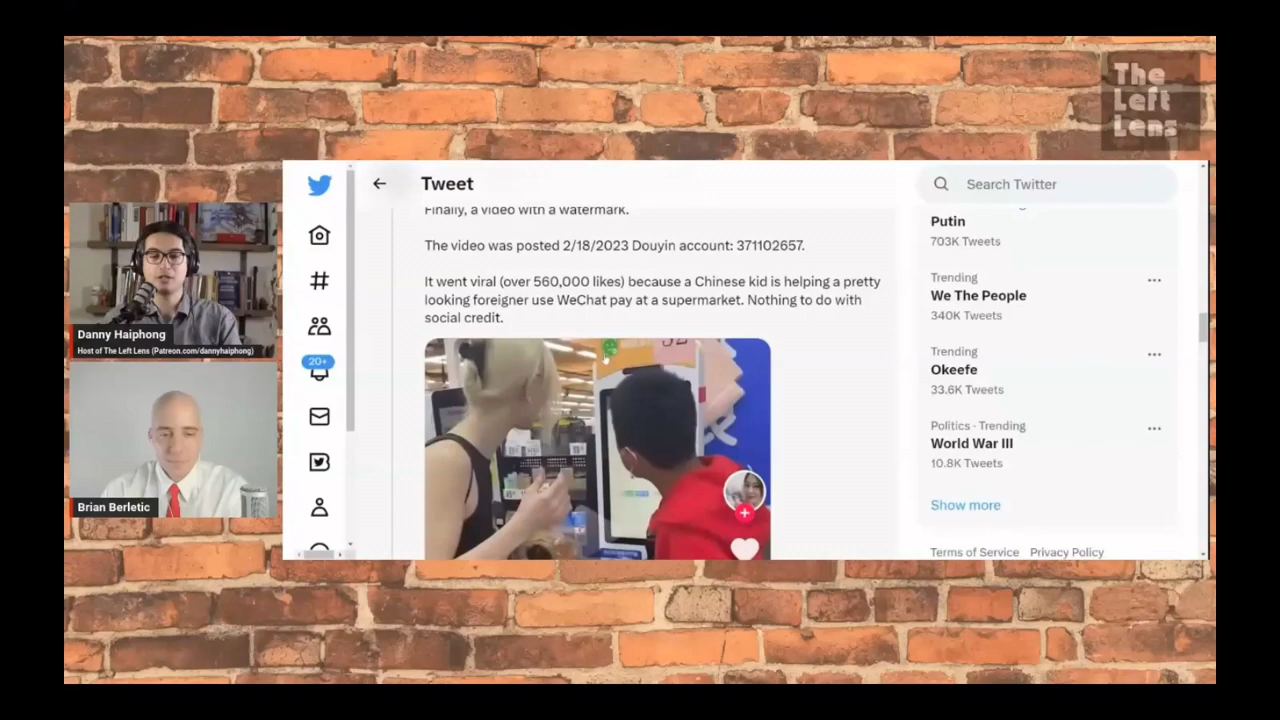 The
Left
Lens
Tweet
Search Twitter
Finally, a video with a watermark.
The video was posted 2/18/2023 Douyin account: 371102657.
It went viral (over 560,000 likes) because a Chinese kid is helping a pretty
looking foreigner use WeChat pay at a supermarket. Nothing to do with
social credit.
20+
Danny Haiphong
Host of The Left Lens (Patreon.com/dannyhaiphong)
Brian Berletic
Putin
703K Tweets
Trending
We The People
340K Tweets
Trending
Okeefe
33.6K Tweets
Politics · Trending
World War III
10.8K Tweets
Show more
Terms of Service Privacy Policy